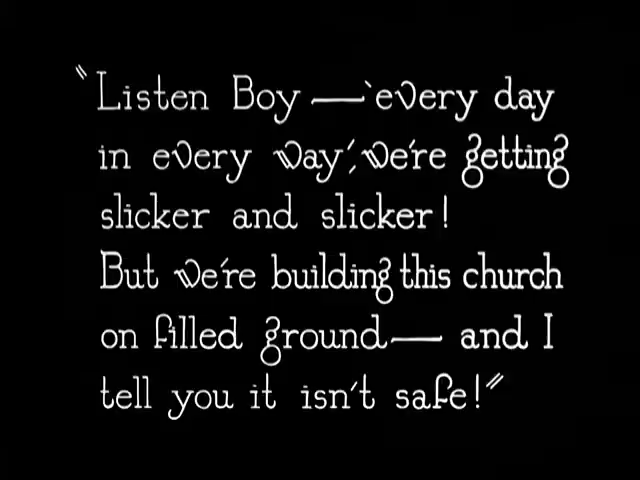 "Listen Boy — 'every day
in every way', we're getting
slicker and slicker!
But we're building this church
on filled ground — and I
tell you it isn't safe!"